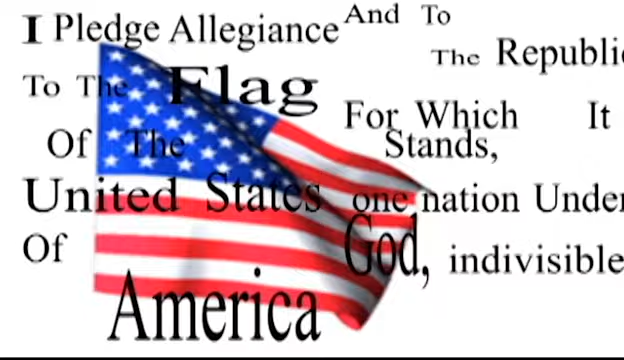 I Pledge Allegiance
To The Flag
Of The
United States
Of
America
And To
The Republi
For Which It
Stands,
one nation Under
God, indivisible